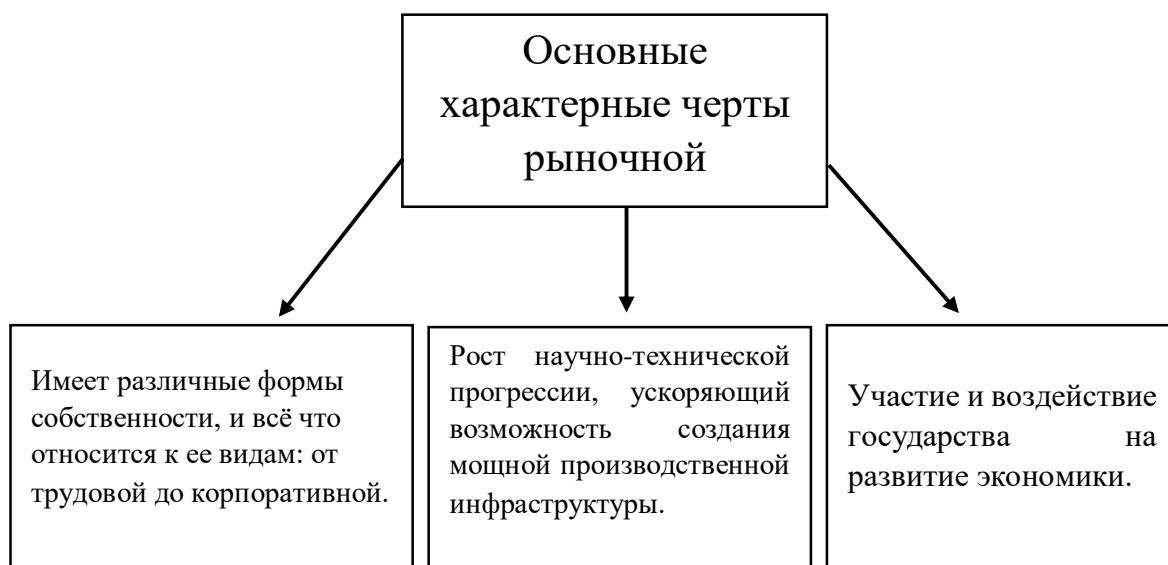 Основные
характерные черты
рыночной
Имеет различные формы
собственности, и всё что
относится к ее видам: от
трудовой до корпоративной.
Рост научно-технической
прогрессии, ускоряющий
возможность создания
мощной производственной
инфраструктуры.
Участие и воздействие
государства на
развитие экономики.